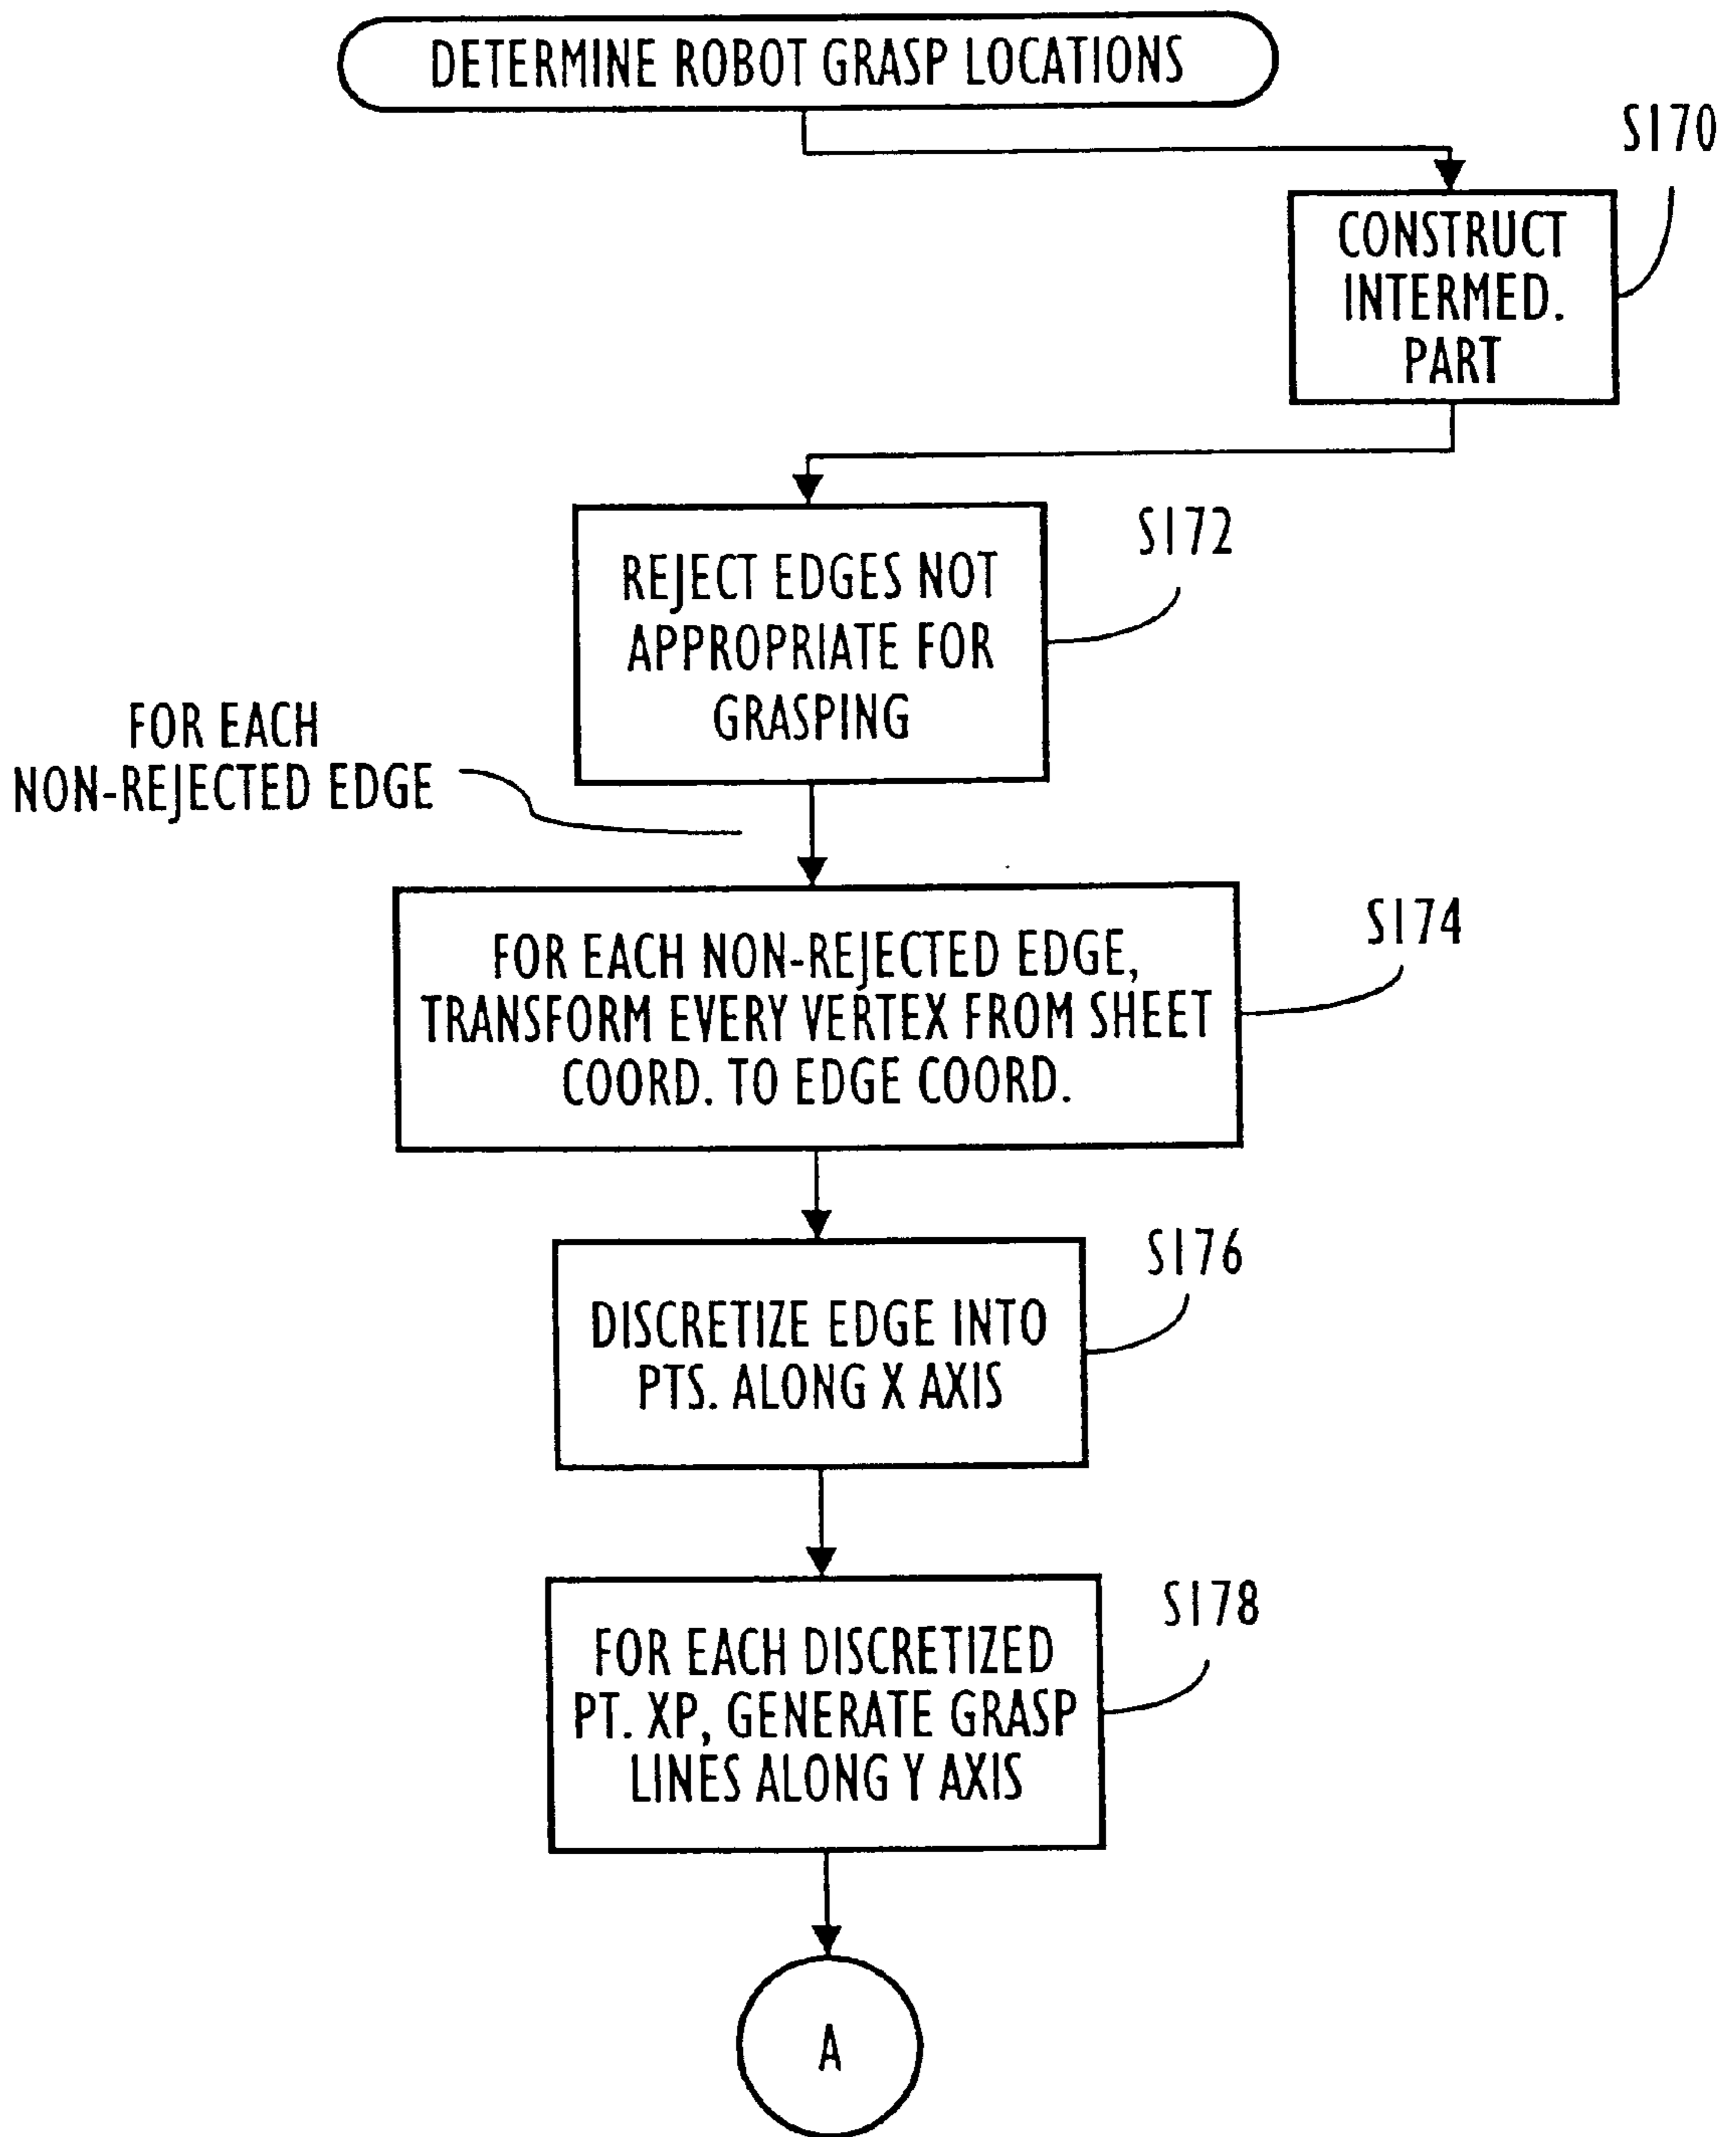 DETERMINE ROBOT GRASP LOCATIONS
S170
CONSTRUCT
INTERMED.
PART
S172
REJECT EDGES NOT
APPROPRIATE FOR
GRASPING
FOR EACH
NON-REJECTED EDGE
S174
FOR EACH NON-REJECTED EDGE,
TRANSFORM EVERY VERTEX FROM SHEET
COORD. TO EDGE COORD.
S176
DISCRETIZE EDGE INTO
PTS. ALONG X AXIS
S178
FOR EACH DISCRETIZED
PT. XP, GENERATE GRASP
LINES ALONG Y AXIS
A